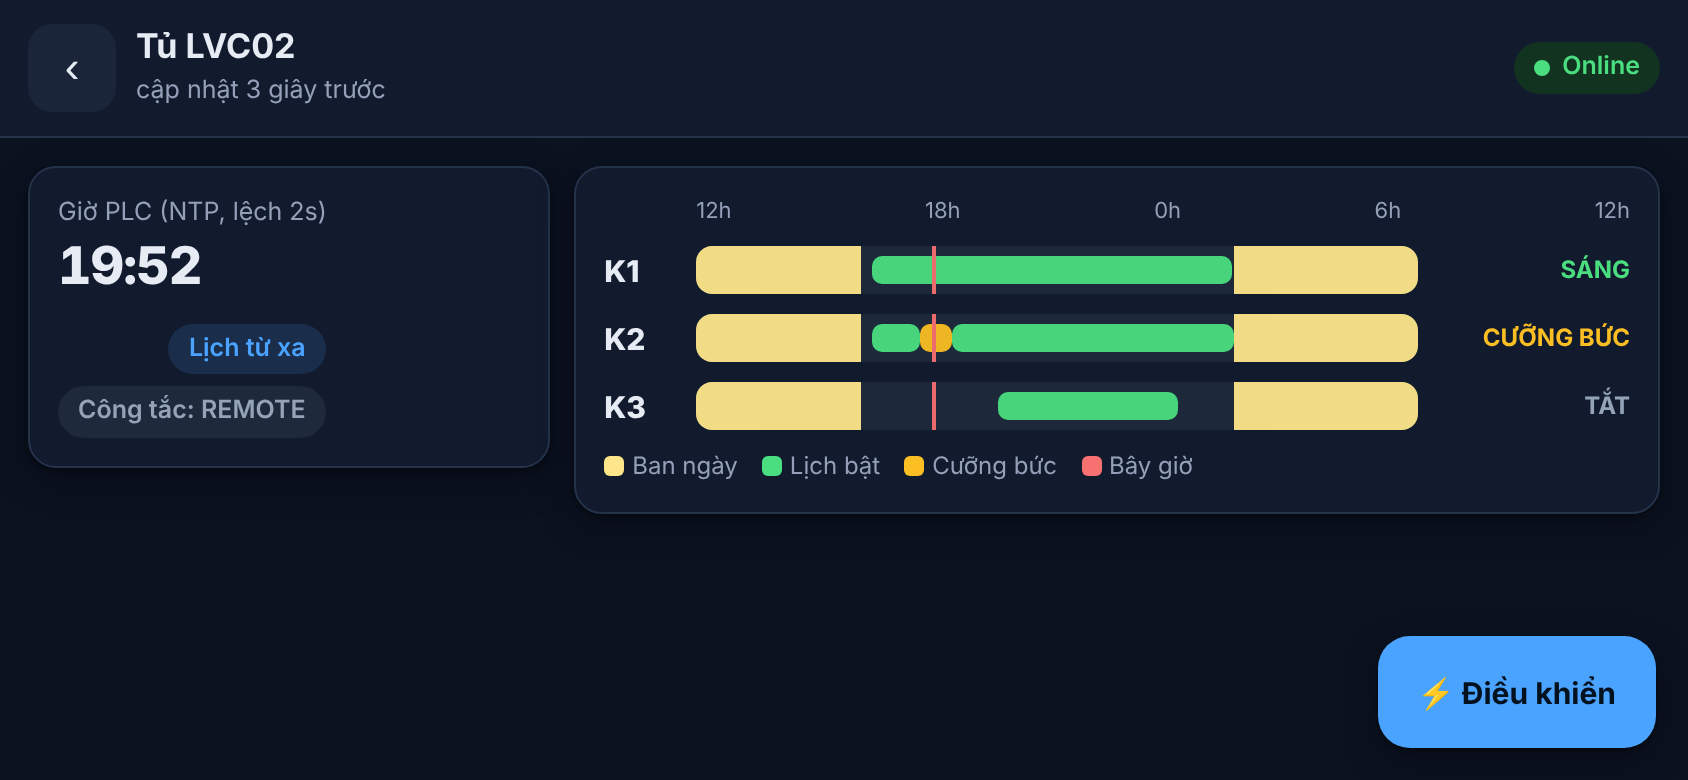 ‹
Tủ LVC02
cập nhật 3 giây trước
Online
Giờ PLC (NTP, lệch 2s)
19:52
Lịch từ xa
Công tắc: REMOTE
12h 18h 0h 6h 12h
K1 SÁNG
K2 CƯỠNG BỨC
K3 TẮT
Ban ngày Lịch bật Cưỡng bức Bây giờ
⚡ Điều khiển